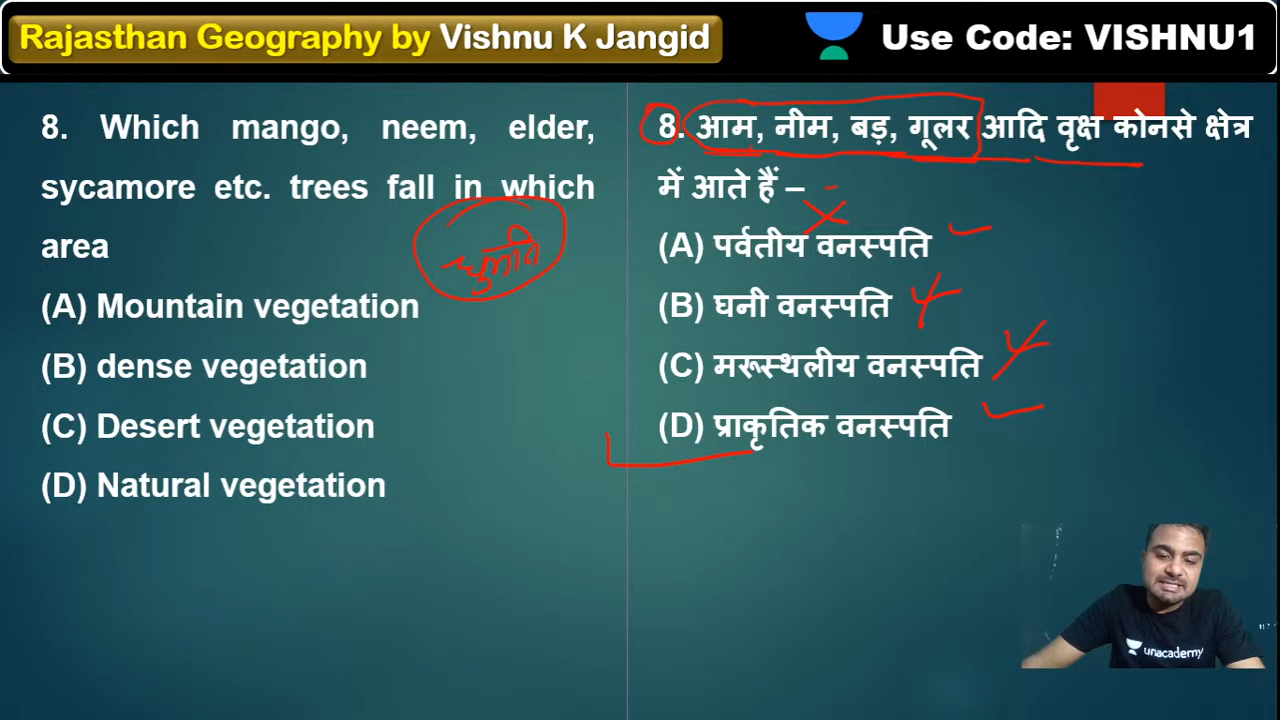 Rajasthan Geography by Vishnu K Jangid
Use Code: VISHNU1
8. Which mango, neem, elder,
sycamore etc. trees fall in which
area
(A) Mountain vegetation
(B) dense vegetation
(C) Desert vegetation
(D) Natural vegetation
8. आम, नीम, बड़, गूलर आदि वृक्ष कोनसे क्षेत्र
में आते हैं –
(A) पर्वतीय वनस्पति
(B) घनी वनस्पति
(C) मरूस्थलीय वनस्पति
(D) प्राकृतिक वनस्पति
unacademy